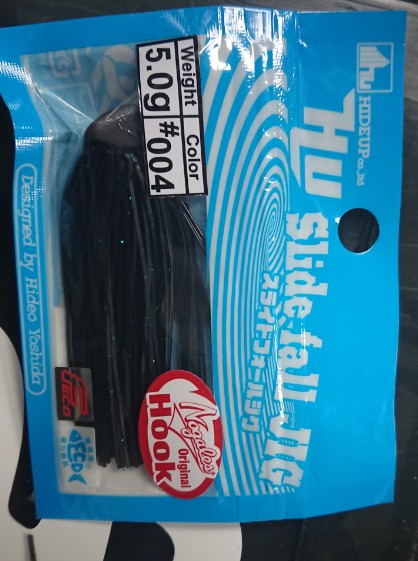 HIDEUP co.,ltd
HU
Slide fall JIG
スライドフォールジグ
Weight
Color
5.0g
#004
Nogales
Original
HOOK
Feco
Designed by Hideo Yoshida